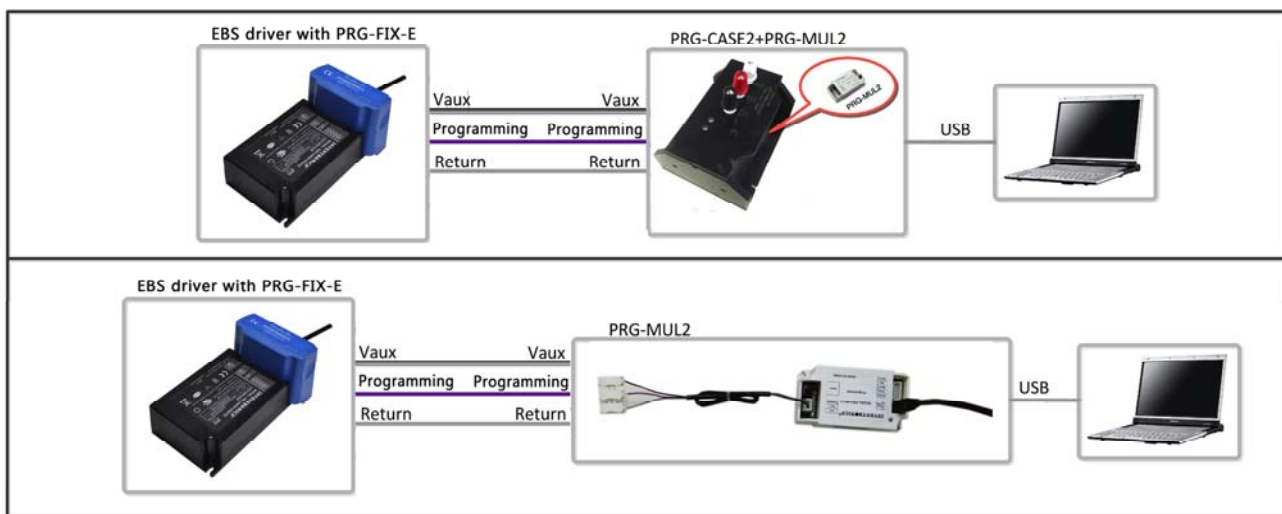 EBS driver with PRG-FIX-E
PRG-CASE2+PRG-MUL2
PRG-MUL2
Vaux Vaux
Programming Programming
Return Return
USB
EBS driver with PRG-FIX-E
PRG-MUL2
Vaux Vaux
Programming Programming
Return Return
USB